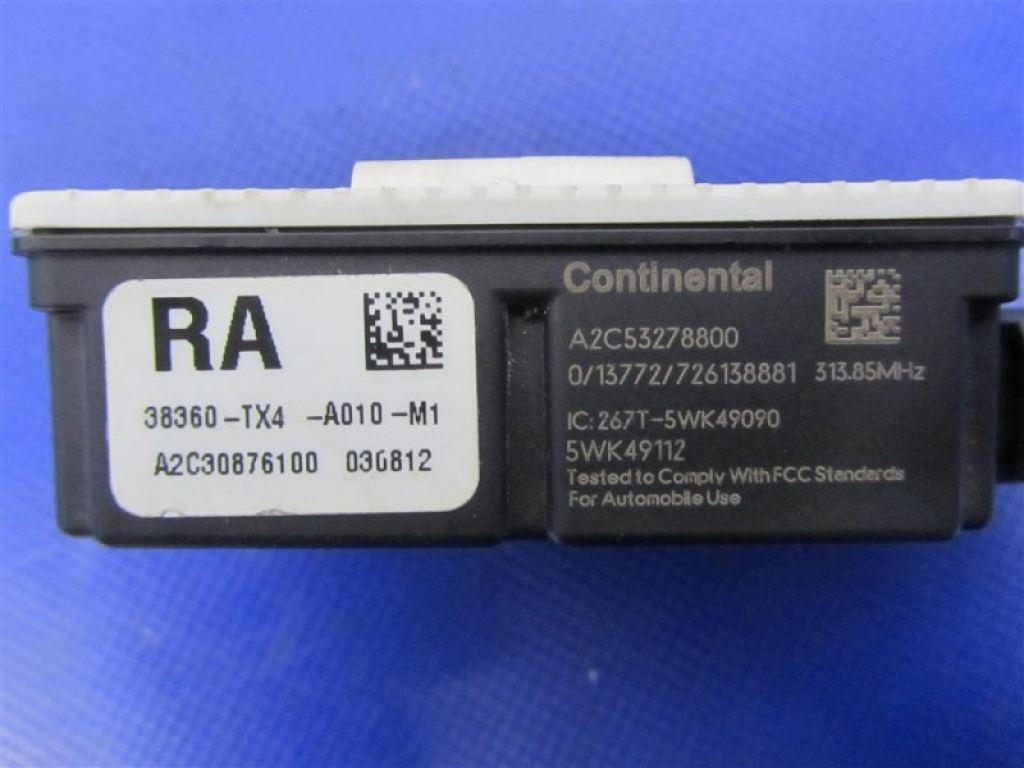 RA
38360-TX4 -A010-M1
A2C30876100 030812
Continental
A2C53278800
0/13772/726138881 313.85MHz
IC: 267T-5WK49090
5WK49112
Tested to Comply With FCC Standards
For Automobile Use